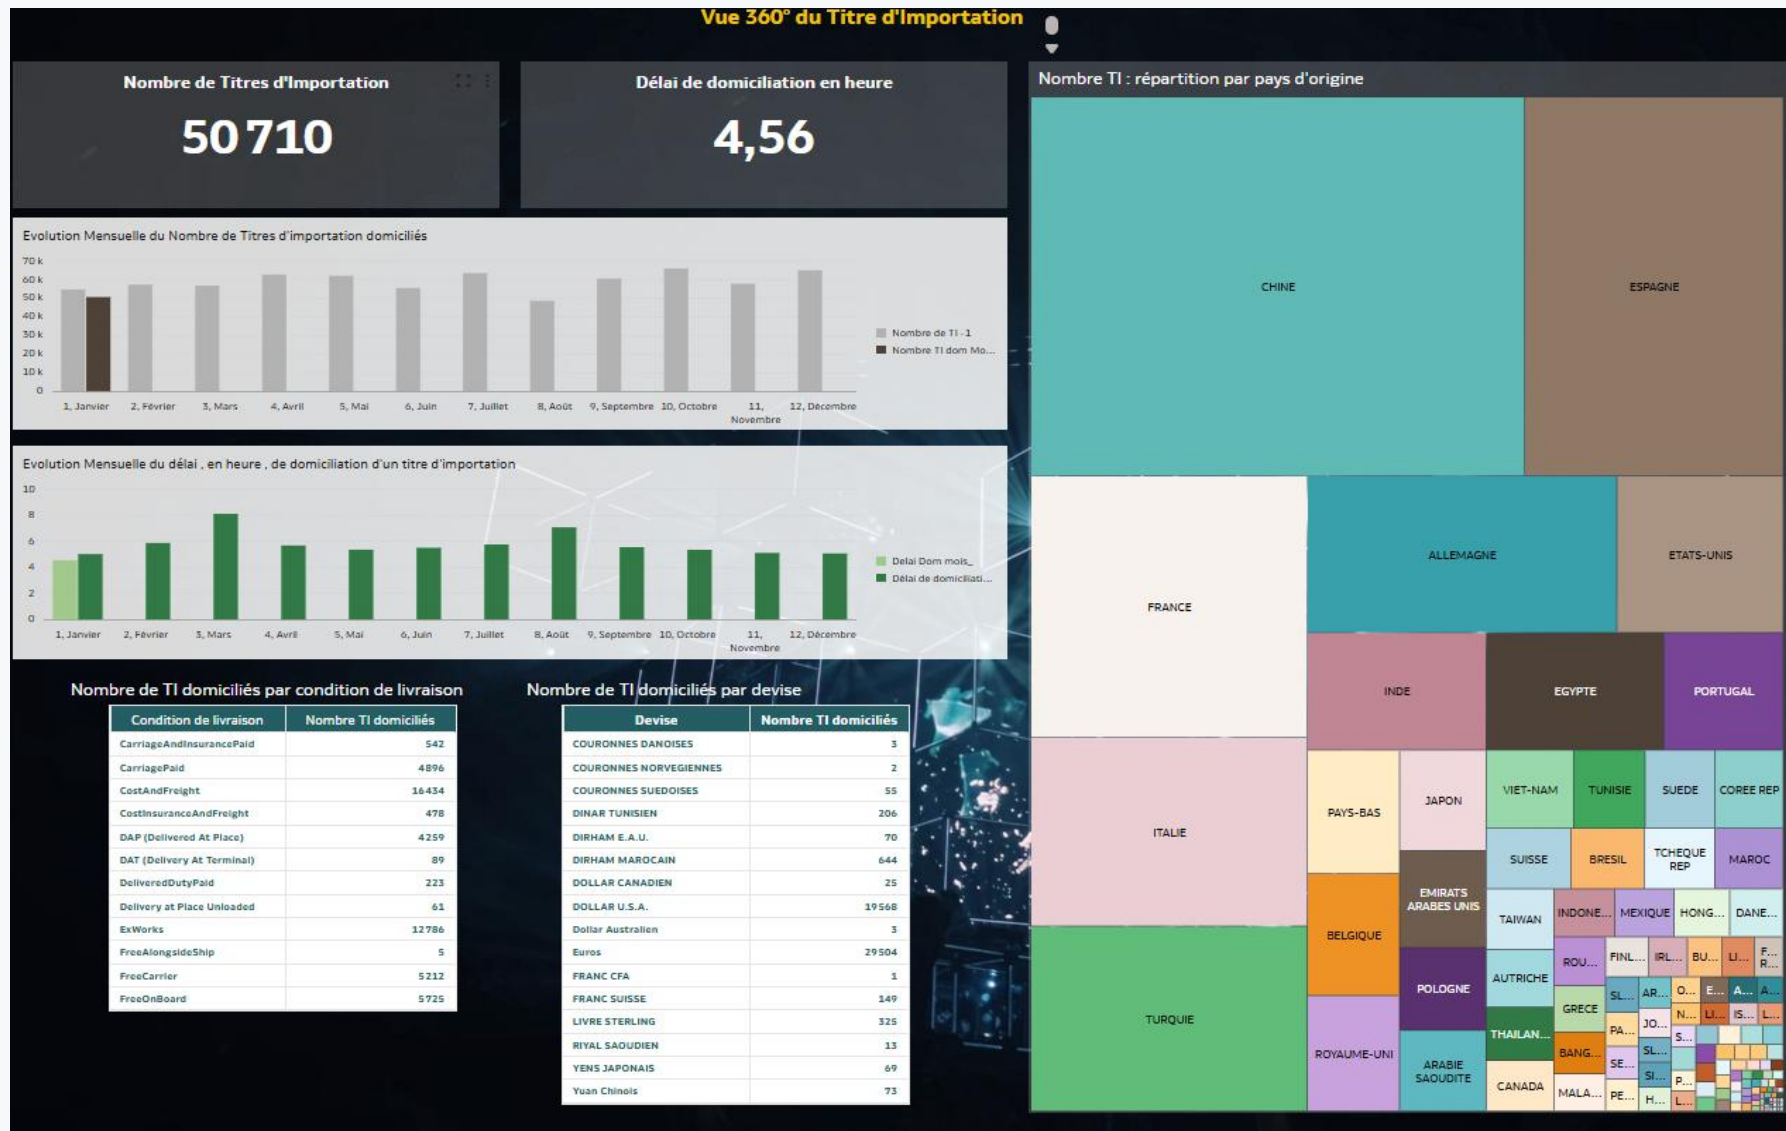 Vue 360° du Titre d'Importation
Nombre de Titres d'Importation
50 710
Délai de domiciliation en heure
4,56
Evolution Mensuelle du Nombre de Titres d'importation domiciliés
70 k
60 k
50 k
40 k
30 k
20 k
10 k
0
1, Janvier
2, Février
3, Mars
4, Avril
5, Mai
6, Juin
7, Juillet
8, Août
9, Septembre
10, Octobre
11,
Novembre
12, Décembre
Nombre de TI - 1
Nombre TI dom Mo...
Evolution Mensuelle du délai , en heure , de domiciliation d'un titre d'importation
10
8
6
4
2
0
1, Janvier
2, Février
3, Mars
4, Avril
5, Mai
6, Juin
7, Juillet
8, Août
9, Septembre
10, Octobre
11,
Novembre
12, Décembre
Delai Dom mois_
Délai de domiciliati...
Nombre de TI domiciliés par condition de livraison
Condition de livraison Nombre TI domiciliés
CarriageAndInsurancePaid 542
CarriagePaid 4896
CostAndFreight 16434
CostInsuranceAndFreight 478
DAP (Delivered At Place) 4259
DAT (Delivery At Terminal) 89
DeliveredDutyPaid 223
Delivery at Place Unloaded 61
ExWorks 12786
FreeAlongsideShip 5
FreeCarrier 5212
FreeOnBoard 5725
Nombre de TI domiciliés par devise
Devise Nombre TI domiciliés
COURONNES DANOISES 3
COURONNES NORVEGIENNES 2
COURONNES SUEDOISES 55
DINAR TUNISIEN 206
DIRHAM E.A.U. 70
DIRHAM MAROCAIN 644
DOLLAR CANADIEN 25
DOLLAR U.S.A. 19568
Dollar Australien 3
Euros 29504
FRANC CFA 1
FRANC SUISSE 149
LIVRE STERLING 325
RIYAL SAOUDIEN 13
YENS JAPONAIS 69
Yuan Chinois 73
Nombre TI : répartition par pays d'origine
CHINE
ESPAGNE
FRANCE
ALLEMAGNE
ETATS-UNIS
INDE
EGYPTE
PORTUGAL
ITALIE
TURQUIE
PAYS-BAS
JAPON
VIET-NAM
TUNISIE
SUEDE
COREE REP
SUISSE
BRESIL
TCHEQUE
REP
MAROC
BELGIQUE
EMIRATS
ARABES UNIS
TAIWAN
INDONE...
MEXIQUE
HONG...
DANE...
POLOGNE
AUTRICHE
ROU...
FINL...
IRL...
BU...
LI...
F...
R...
ROYAUME-UNI
ARABIE
SAOUDITE
THAILAN...
GRECE
SL...
AR...
O...
E...
A...
A...
CANADA
BANG...
PA...
JO...
N...
LI...
IS...
L...
MALA...
SE...
SL...
S...
PE...
SI...
P...
H...
L...